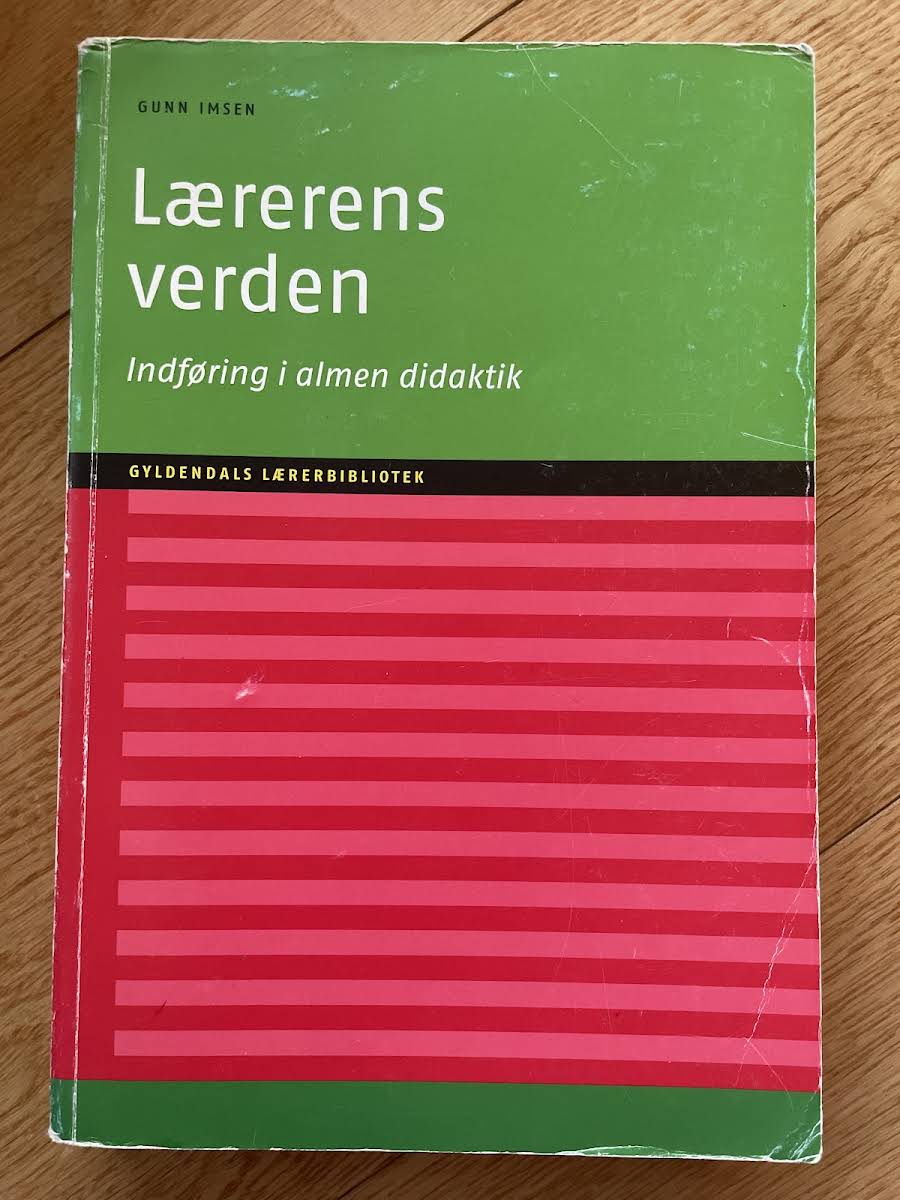 GUNN IMSEN
Lærerens
verden
Indføring i almen didaktik
GYLDENDALS LÆRERBIBLIOTEK